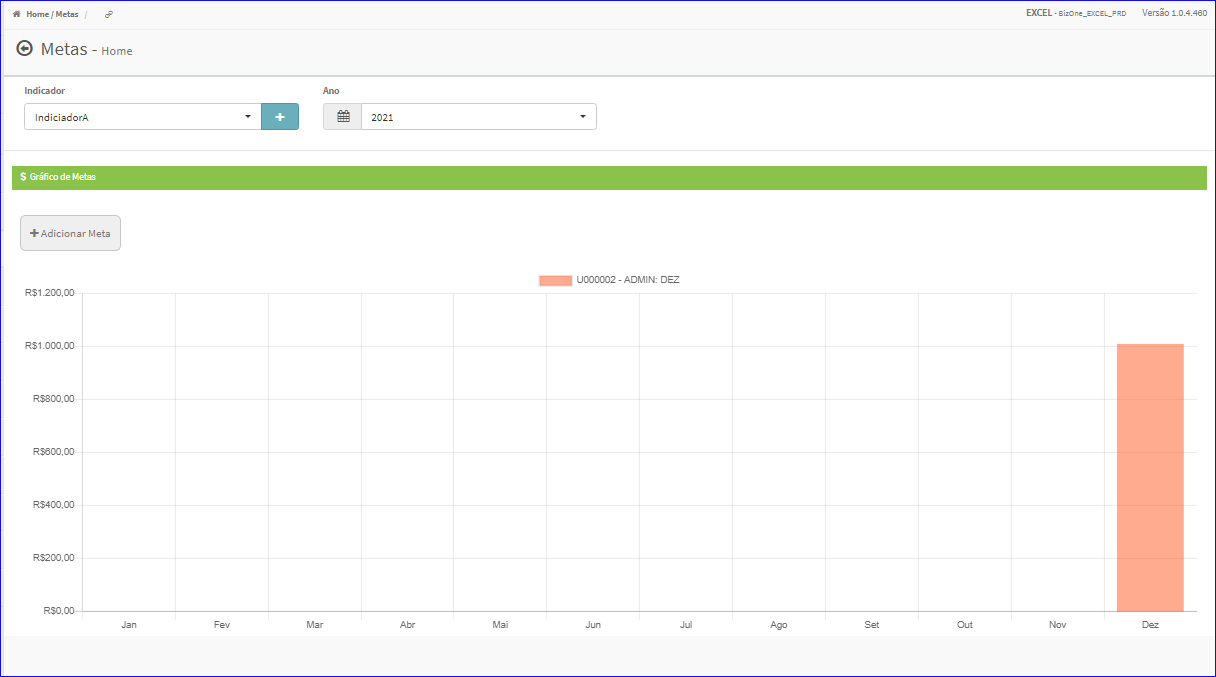 Home / Metas /
EXCEL - BizOne_EXCEL_PRD Versão 1.0.4.460
Metas - Home
Indicador Ano
IndiciadorA + 2021
$ Gráfico de Metas
+ Adicionar Meta
U000002 - ADMIN: DEZ
R$1.200,00
R$1.000,00
R$800,00
R$600,00
R$400,00
R$200,00
R$0,00
Jan Fev Mar Abr Mai Jun Jul Ago Set Out Nov Dez